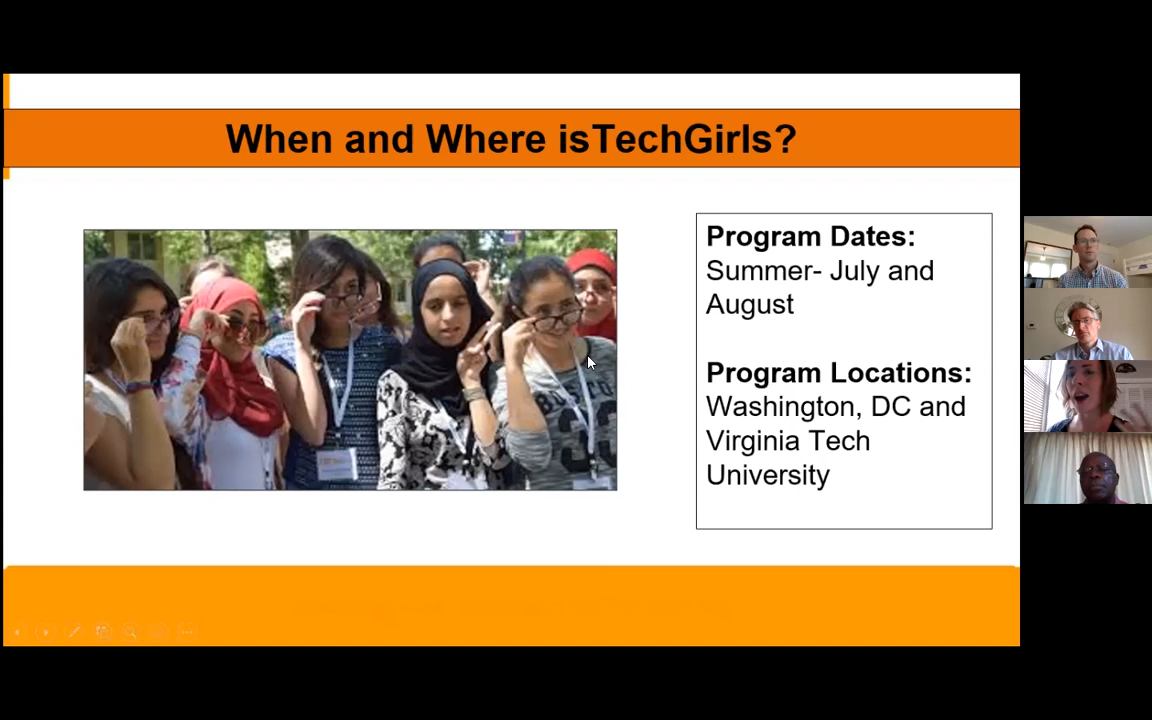 When and Where isTechGirls?
Program Dates:
Summer- July and
August
Program Locations:
Washington, DC and
Virginia Tech
University